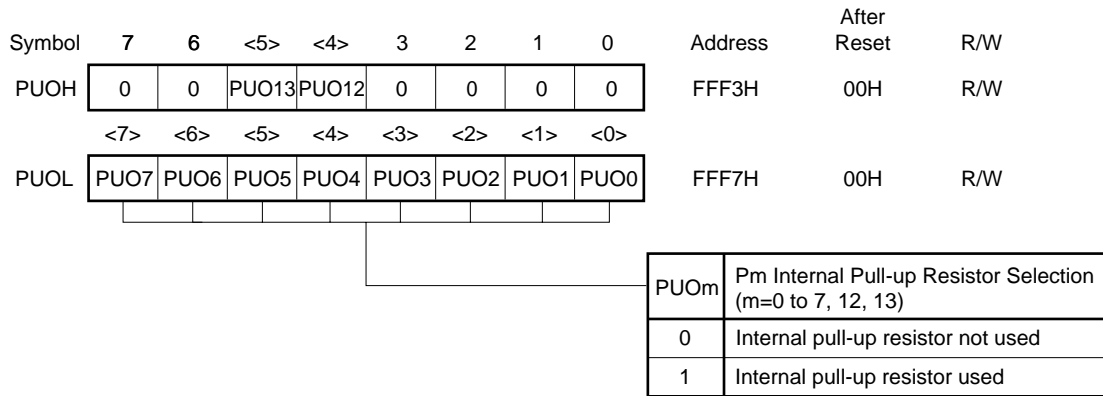 After
Symbol 7 6 <5> <4> 3 2 1 0 Address Reset R/W
PUOH 0 0 PUO13 PUO12 0 0 0 0 FFF3H 00H R/W
<7> <6> <5> <4> <3> <2> <1> <0>
PUOL PUO7 PUO6 PUO5 PUO4 PUO3 PUO2 PUO1 PUO0 FFF7H 00H R/W
PUOm Pm Internal Pull-up Resistor Selection
(m=0 to 7, 12, 13)
0 Internal pull-up resistor not used
1 Internal pull-up resistor used